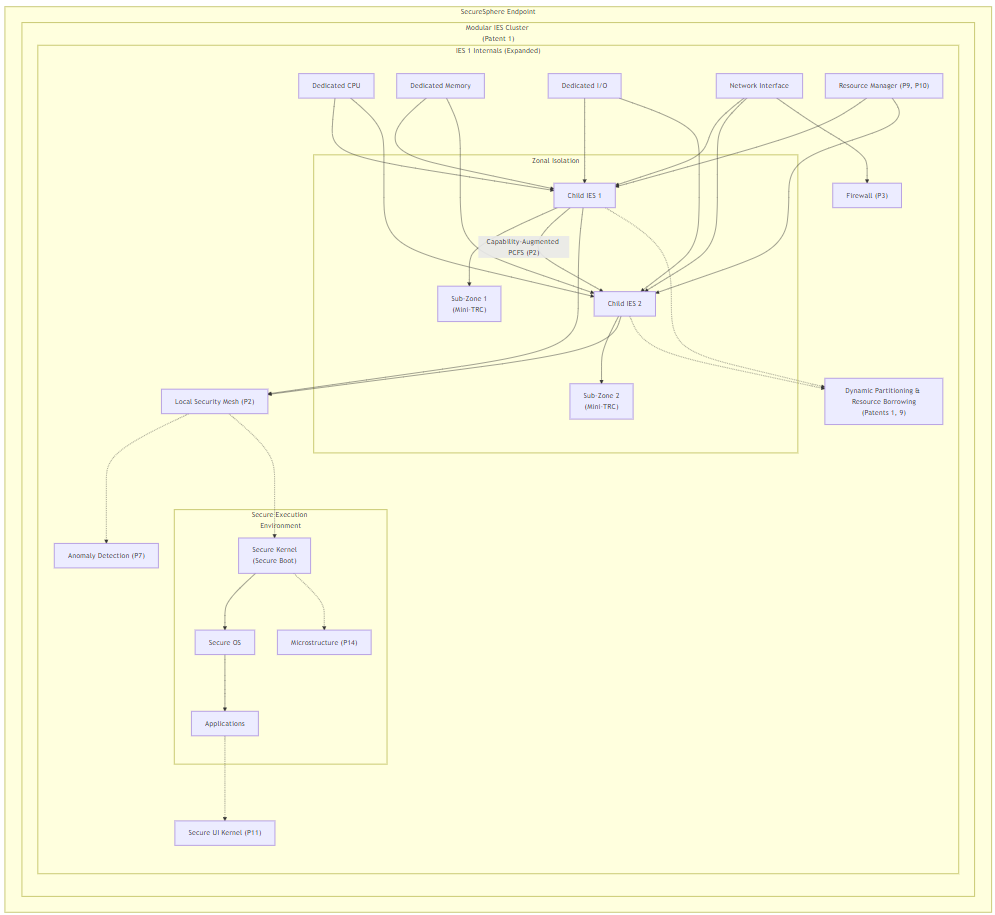 SecureSphere Endpoint
Modular IES Cluster
(Patent 1)
IES 1 Internals (Expanded)
Dedicated CPU
Dedicated Memory
Dedicated I/O
Network Interface
Resource Manager (P9, P10)
Zonal Isolation
Child IES 1
Firewall (P3)
Capability-Augmented
PCFS (P2)
Sub-Zone 1
(Mini-TRC)
Child IES 2
Local Security Mesh (P2)
Sub-Zone 2
(Mini-TRC)
Dynamic Partitioning &
Resource Borrowing
(Patents 1, 9)
Secure Execution
Environment
Anomaly Detection (P7)
Secure Kernel
(Secure Boot)
Secure OS
Microstructure (P14)
Applications
Secure UI Kernel (P11)